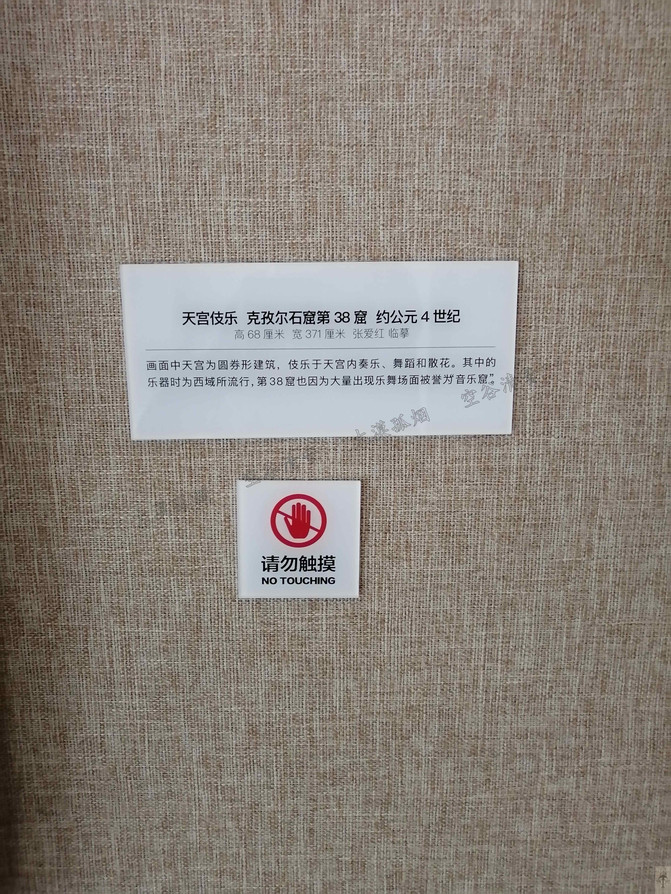 天宫伎乐 克孜尔石窟第 38 窟 约公元 4 世纪
高 68 厘米 宽 371 厘米 张爱红 临摹
画面中天宫为圆券形建筑，伎乐于天宫内奏乐、舞蹈和散花。其中的
乐器时为西域所流行，第 38 窟也因为大量出现乐舞场面被誉为“音乐窟”。
请勿触摸
NO TOUCHING